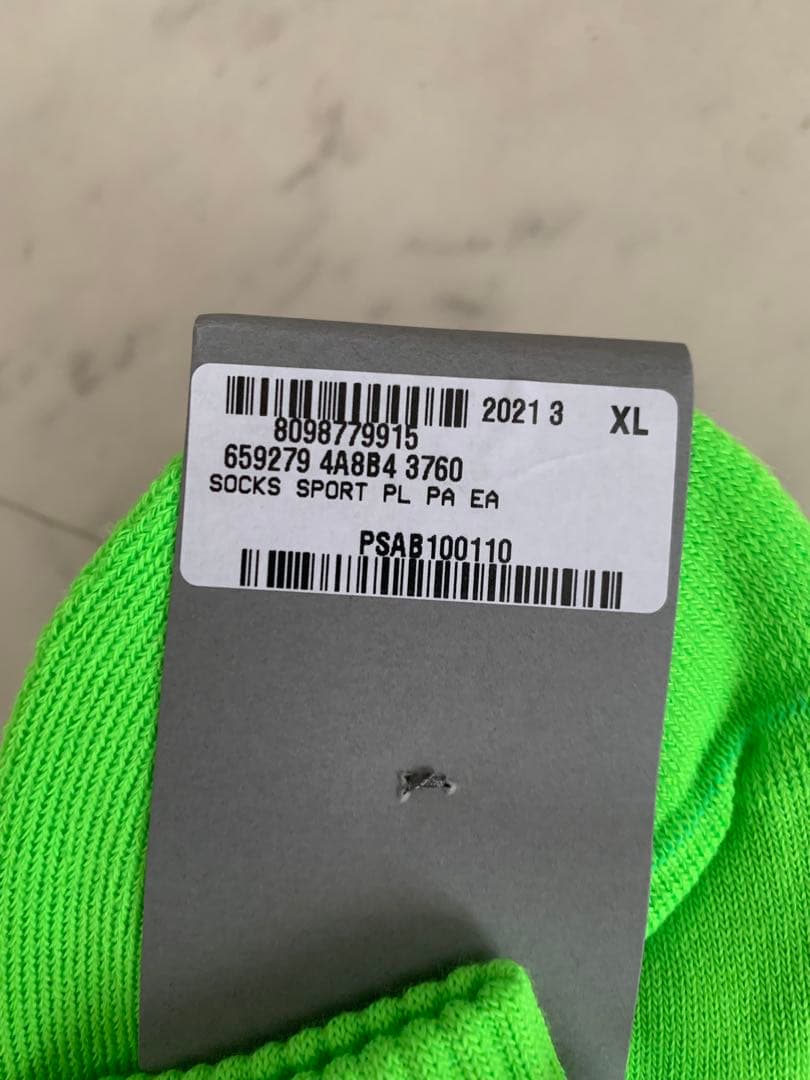 2021 3 XL
8098779915
659279 4A8B4 3760
SOCKS SPORT PL PA EA
PSAB100110